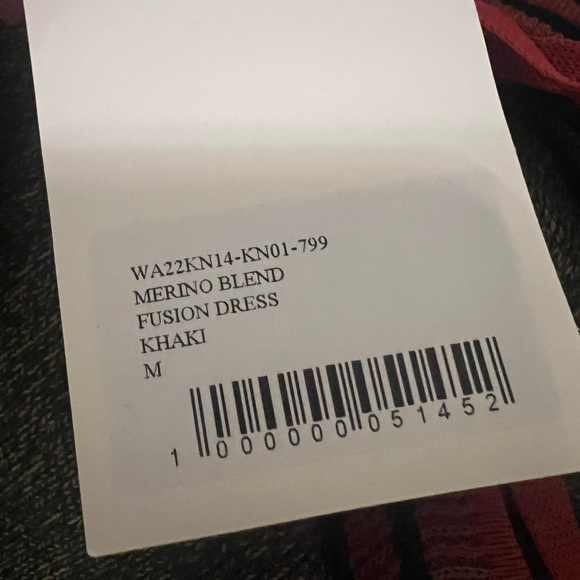 WA22KN14-KN01-799
MERINO BLEND
FUSION DRESS
KHAKI
M
1 000000 051452